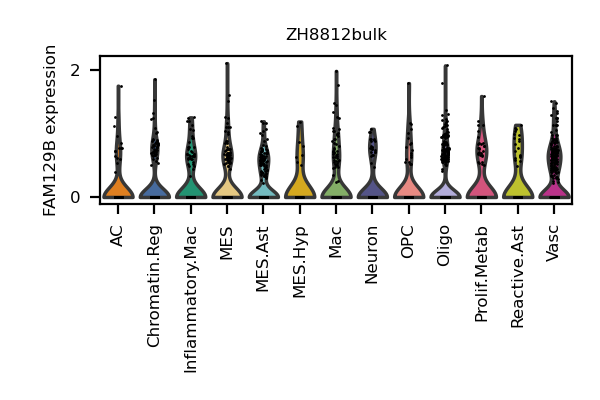 ZH8812bulk
FAM129B expression
2
0
AC
Chromatin.Reg
Inflammatory.Mac
MES
MES.Ast
MES.Hyp
Mac
Neuron
OPC
Oligo
Prolif.Metab
Reactive.Ast
Vasc